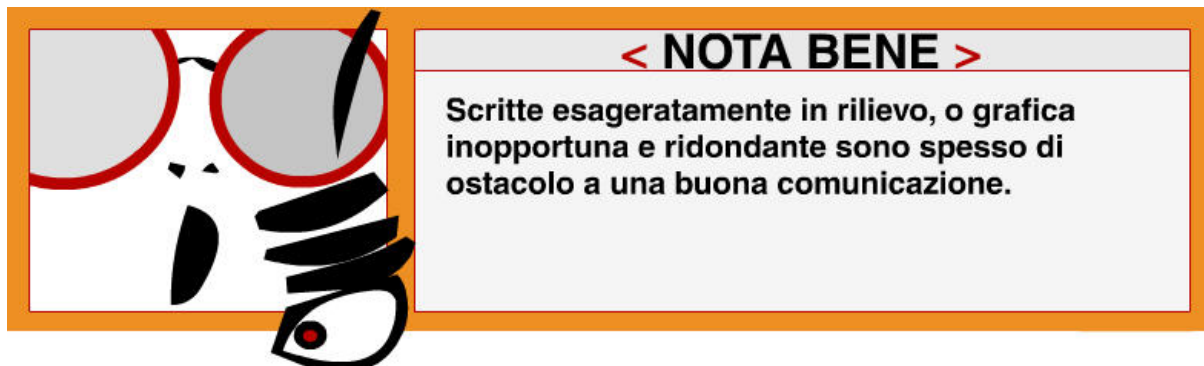 < NOTA BENE >
Scritte esageratamente in rilievo, o grafica
inopportuna e ridondante sono spesso di
ostacolo a una buona comunicazione.